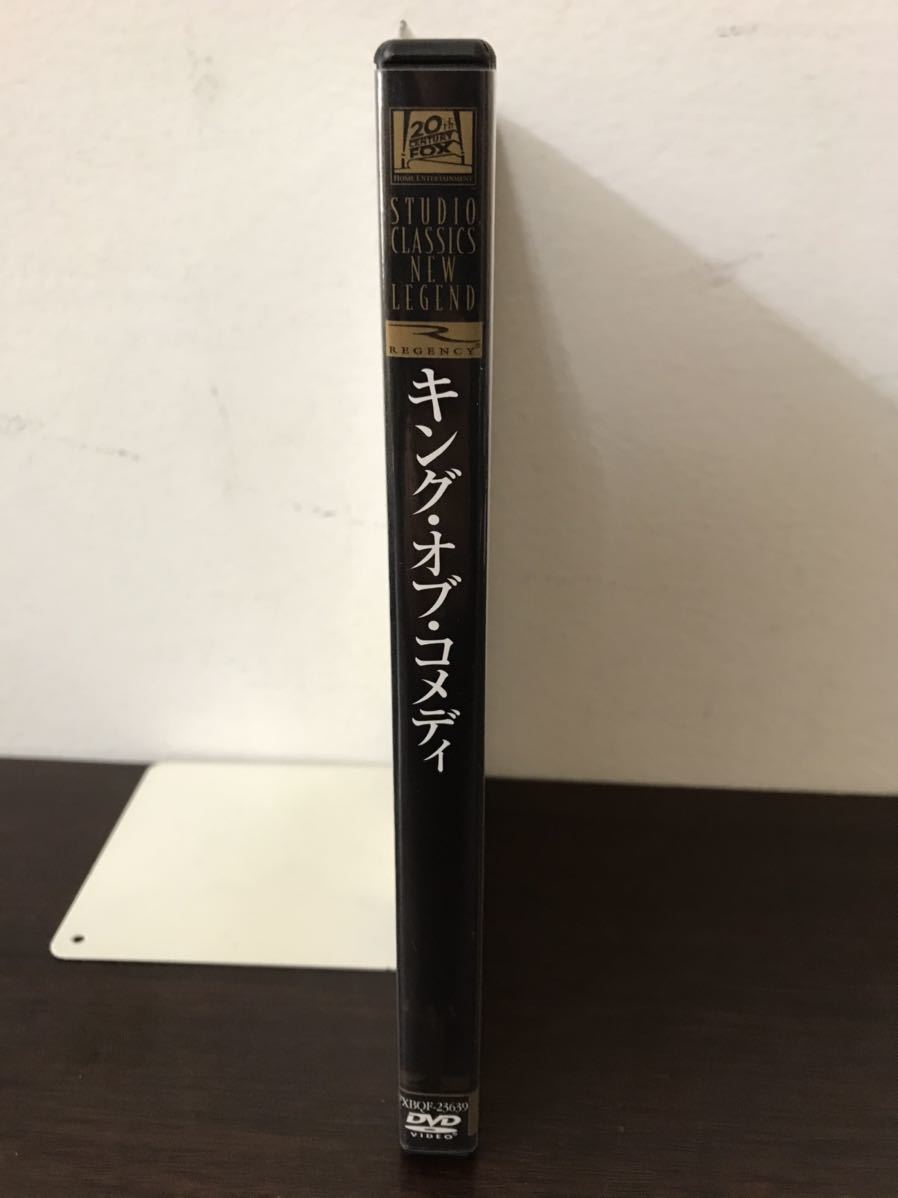 20th
CENTURY
FOX
HOME ENTERTAINMENT
STUDIO
CLASSICS
NEW
LEGEND
R
REGENCY
キング・オブ・コメディ
XBQF-23639
DVD
VIDEO